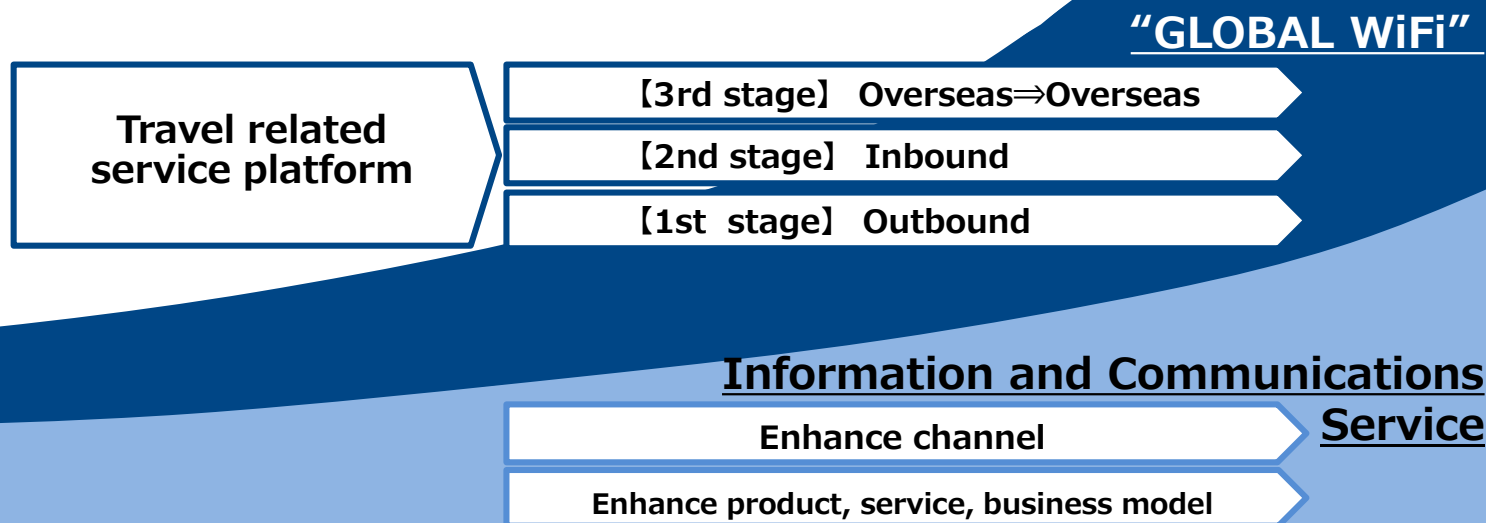 “GLOBAL WiFi”
Travel related
service platform
【3rd stage】 Overseas⇒Overseas
【2nd stage】 Inbound
【1st stage】 Outbound
Information and Communications
Service
Enhance channel
Enhance product, service, business model